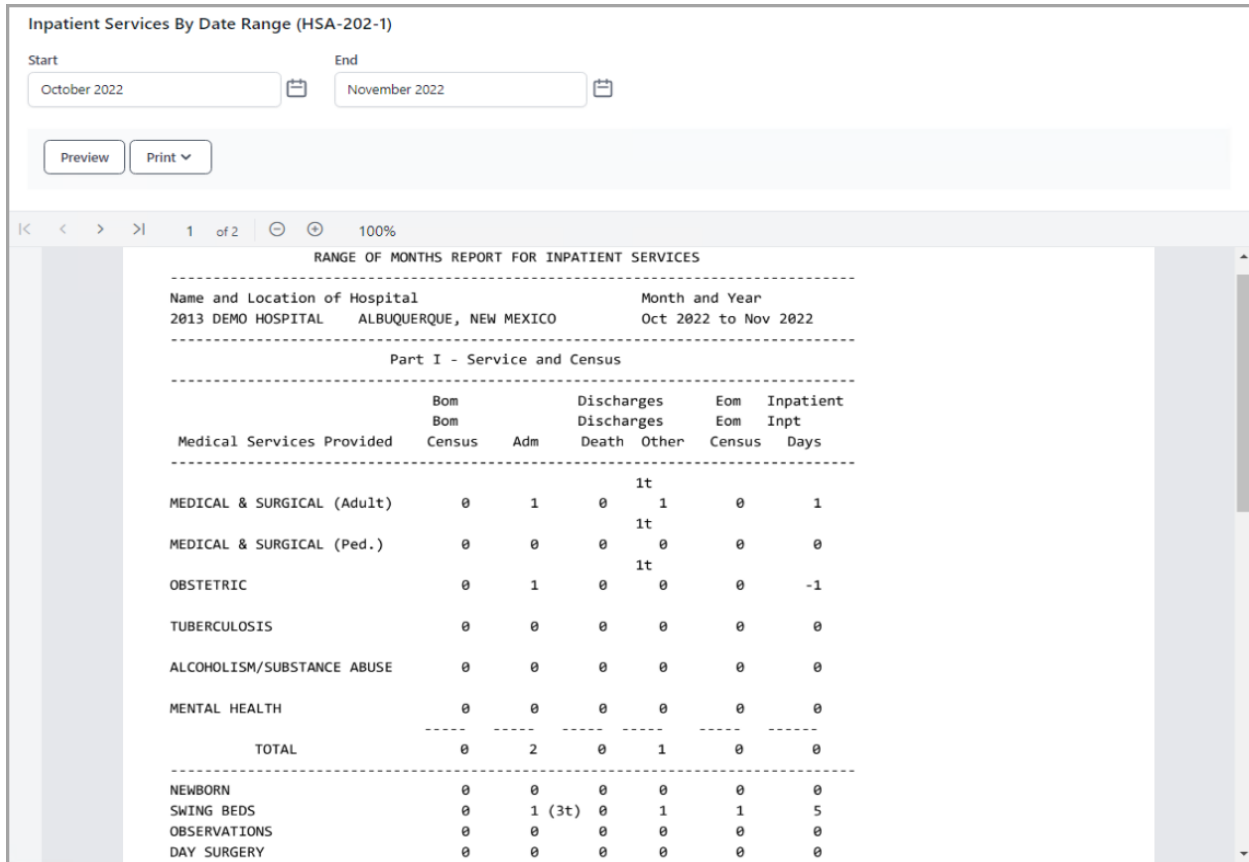 Inpatient Services By Date Range (HSA-202-1)
Start End
October 2022 November 2022
Preview Print
1 of 2 100%
RANGE OF MONTHS REPORT FOR INPATIENT SERVICES
--------------------------------------------------------------------------------
Name and Location of Hospital Month and Year
2013 DEMO HOSPITAL ALBUQUERQUE, NEW MEXICO Oct 2022 to Nov 2022
--------------------------------------------------------------------------------
Part I - Service and Census
--------------------------------------------------------------------------------
Bom Discharges Eom Inpatient
Bom Discharges Eom Inpt
Medical Services Provided Census Adm Death Other Census Days
--------------------------------------------------------------------------------
1t
MEDICAL & SURGICAL (Adult) 0 1 0 1 0 1
1t
MEDICAL & SURGICAL (Ped.) 0 0 0 0 0 0
1t
OBSTETRIC 0 1 0 0 0 -1
TUBERCULOSIS 0 0 0 0 0 0
ALCOHOLISM/SUBSTANCE ABUSE 0 0 0 0 0 0
MENTAL HEALTH 0 0 0 0 0 0
----- ----- ----- ----- ----- ------
TOTAL 0 2 0 1 0 0
--------------------------------------------------------------------------------
NEWBORN 0 0 0 0 0 0
SWING BEDS 0 1 (3t) 0 1 1 5
OBSERVATIONS 0 0 0 0 0 0
DAY SURGERY 0 0 0 0 0 0